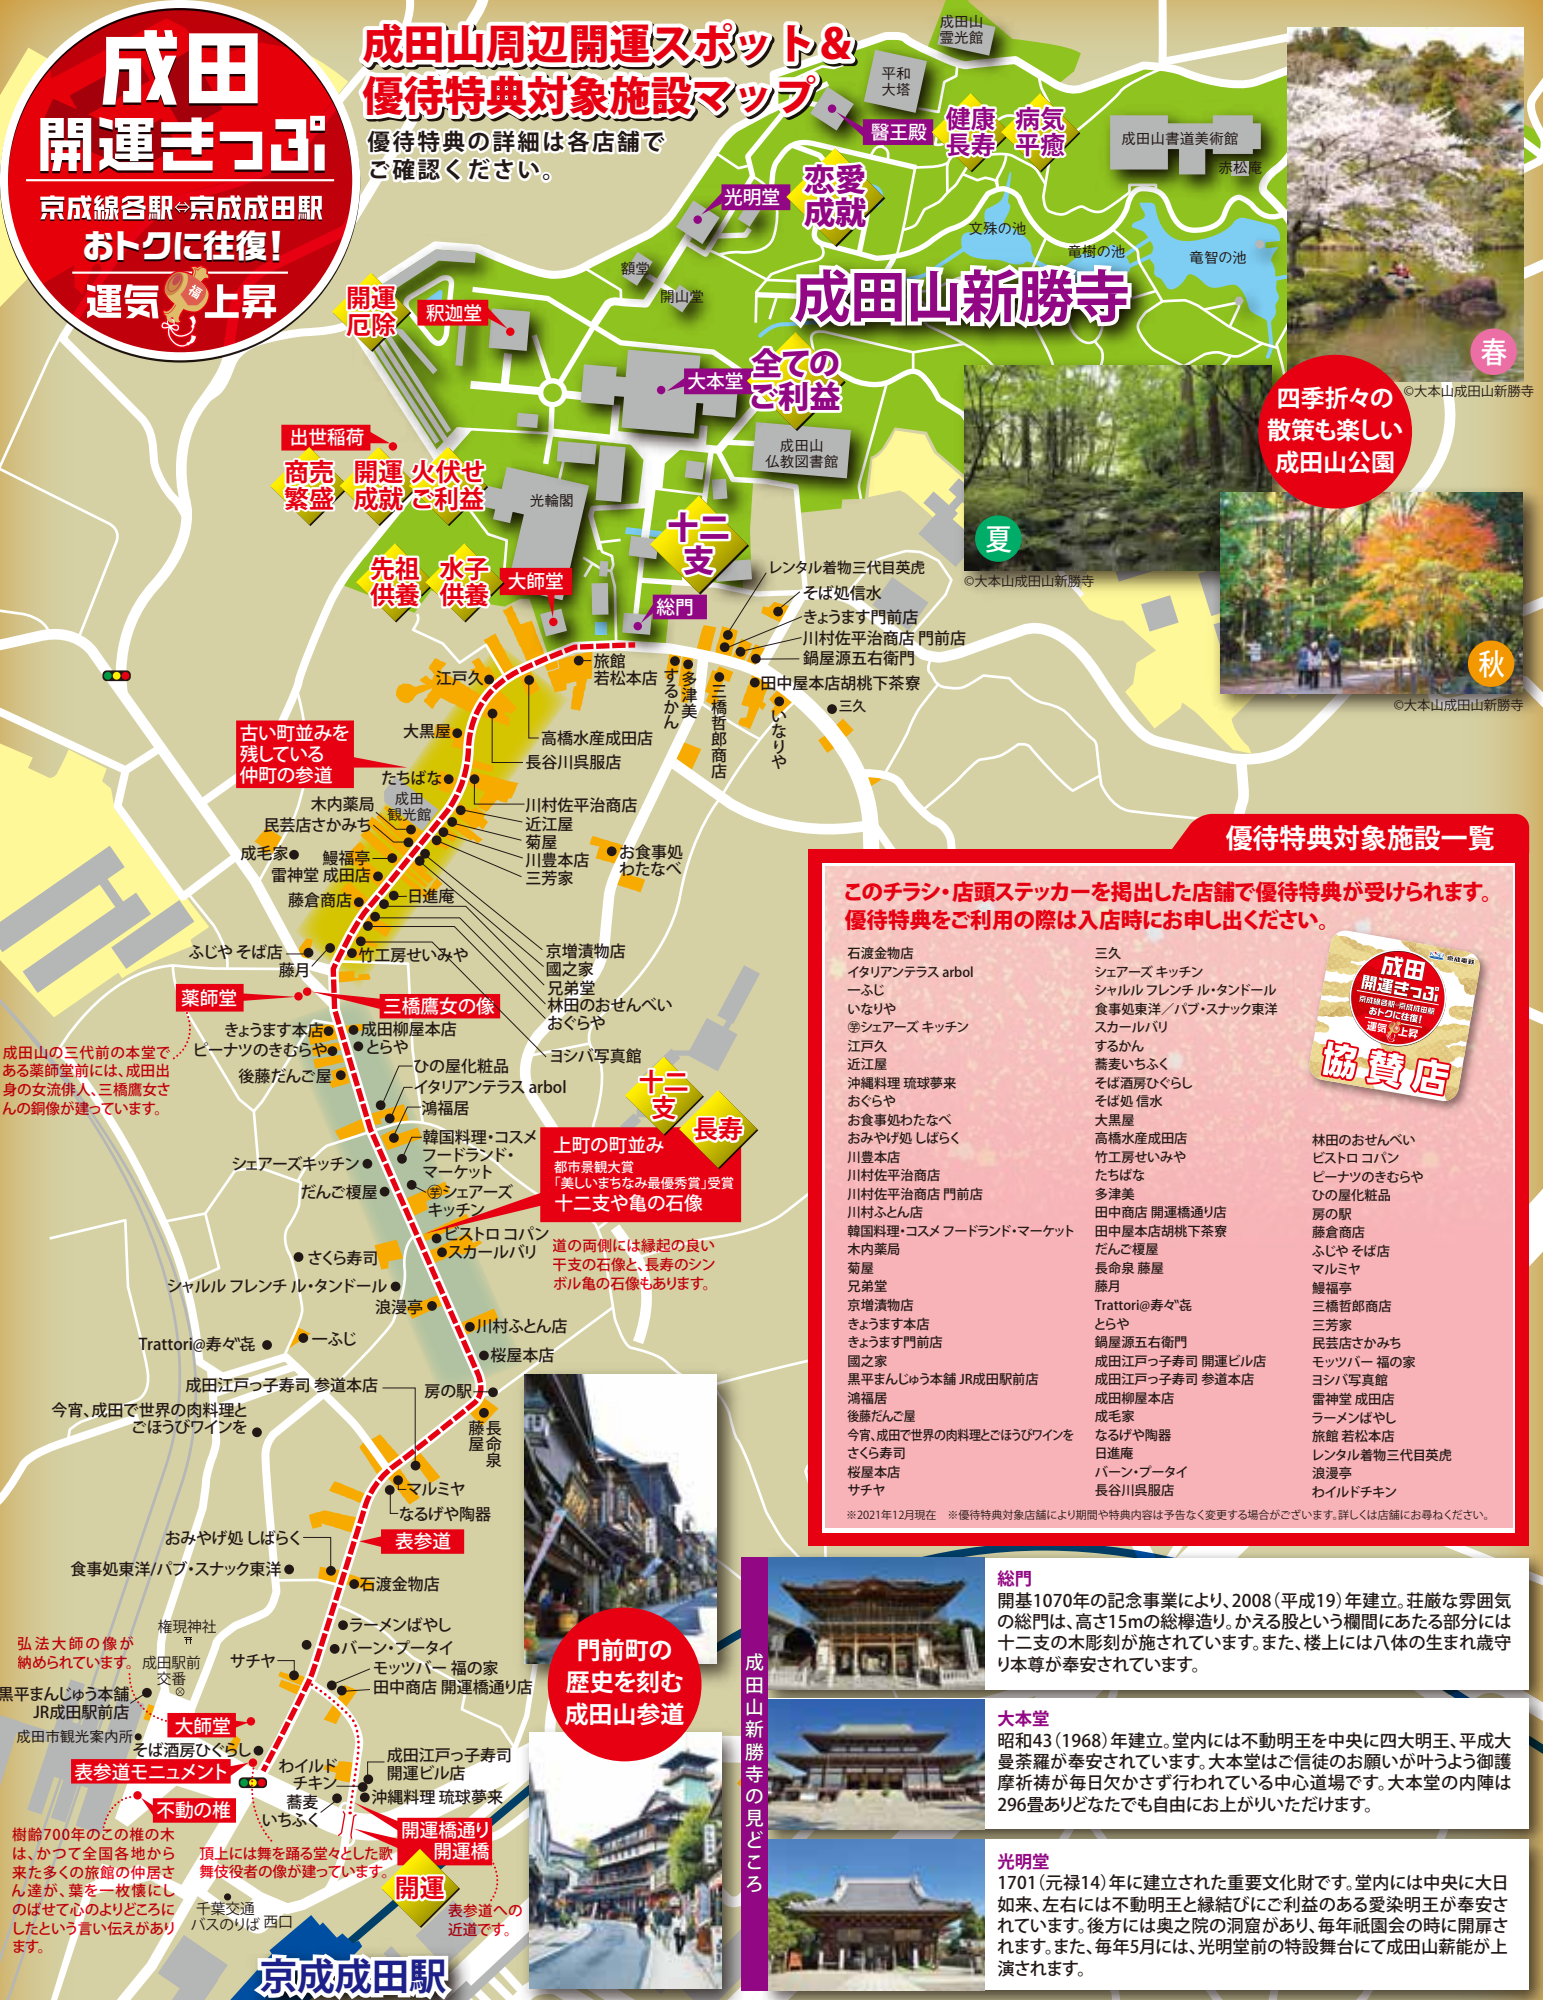 成田
開運きっぷ
京成線各駅⇔京成成田駅
おトクに往復!
運気 福 上昇
成田山周辺開運スポット&
優待特典対象施設マップ
優待特典の詳細は各店舗で
ご確認ください。
成田山
霊光館
平和
大塔
醫王殿
健康
長寿
病気
平癒
成田山書道美術館
赤松庵
恋愛
成就
光明堂
文殊の池
竜樹の池
竜智の池
額堂
開山堂
成田山新勝寺
開運
厄除
釈迦堂
大本堂
全ての
ご利益
成田山
仏教図書館
出世稲荷
商売
繁盛
開運
成就
火伏せ
ご利益
光輪閣
十二
支
先祖
供養
水子
供養
大師堂
総門
春
©大本山成田山新勝寺
四季折々の
散策も楽しい
成田山公園
夏
©大本山成田山新勝寺
秋
©大本山成田山新勝寺
レンタル着物三代目英虎
そば処信水
きょうます門前店
川村佐平治商店 門前店
鍋屋源五右衛門
田中屋本店胡桃下茶寮
三久
いなりや
三橋哲郎商店
多津美
するがん
旅館
若松本店
江戸久
大黒屋
高橋水産成田店
長谷川呉服店
古い町並みを
残している
仲町の参道
たちばな
成田
観光館
木内薬局
民芸店さかみち
成毛家
鰻福亭
雷神堂 成田店
藤倉商店
日進庵
川村佐平治商店
近江屋
菊屋
川豊本店
三芳家
お食事処
わたなべ
ふじや そば店
藤月
竹工房せいみや
京増漬物店
國之家
兄弟堂
林田のおせんべい
おぐらや
ヨシバ写真館
薬師堂
三橋鷹女の像
成田山の三代前の本堂で
ある薬師堂前には、成田出
身の女流俳人、三橋鷹女さ
んの銅像が建っています。
きょうます本店
ピーナツのきむらや
後藤だんご屋
成田柳屋本店
とらや
ひの屋化粧品
イタリアンテラス arbol
鴻福居
韓国料理・コスメ
フードランド・
マーケット
シェアーズキッチン
だんご榎屋
㊫シェアーズ
キッチン
ビストロ コパン
スカールバリ
十二
支
長寿
上町の町並み
都市景観大賞
「美しいまちなみ最優秀賞」受賞
十二支や亀の石像
道の両側には縁起の良い
干支の石像と、長寿のシン
ボル亀の石像もあります。
さくら寿司
シャルル フレンチ ル・タンドール
浪漫亭
川村ふとん店
桜屋本店
Trattori@寿々㐂
一ふじ
成田江戸っ子寿司 参道本店
房の駅
長命泉
藤屋
今宵、成田で世界の肉料理と
ごほうびワインを
マルミヤ
なるげや陶器
表参道
おみやげ処 しばらく
食事処東洋/パブ・スナック東洋
石渡金物店
ラーメンばやし
バーン・プータイ
モッツバー 福の家
田中商店 開運橋通り店
権現神社
弘法大師の像が
納められています。
成田駅前
交番
サチヤ
黒平まんじゅう本舗
JR成田駅前店
成田市観光案内所
大師堂
そば酒房ひぐらし
表参道モニュメント
不動の椎
樹齢700年のこの椎の木
は、かつて全国各地から
来た多くの旅館の仲居さ
ん達が、葉を一枚懐にし
のばせて心のよりどころに
したという言い伝えがあり
ます。
頂上には舞を踊る堂々とした歌
舞伎役者の像が建っています。
わイルド
チキン
蕎麦
いちふく
成田江戸っ子寿司
開運ビル店
沖縄料理 琉球夢来
開運橋通り
開運橋
開運
表参道への
近道です。
千葉交通
バスのりば 西口
京成成田駅
門前町の
歴史を刻む
成田山参道
優待特典対象施設一覧
このチラシ・店頭ステッカーを掲出した店舗で優待特典が受けられます。
優待特典をご利用の際は入店時にお申し出ください。
石渡金物店
イタリアンテラス arbol
一ふじ
いなりや
㊫シェアーズ キッチン
江戸久
近江屋
沖縄料理 琉球夢来
おぐらや
お食事処わたなべ
おみやげ処 しばらく
川豊本店
川村佐平治商店
川村佐平治商店 門前店
川村ふとん店
韓国料理・コスメ フードランド・マーケット
木内薬局
菊屋
兄弟堂
京増漬物店
きょうます本店
きょうます門前店
國之家
黒平まんじゅう本舗 JR成田駅前店
鴻福居
後藤だんご屋
今宵、成田で世界の肉料理とごほうびワインを
さくら寿司
桜屋本店
サチヤ
三久
シェアーズ キッチン
シャルル フレンチ ル・タンドール
食事処東洋/パブ・スナック東洋
スカールバリ
するがん
蕎麦いちふく
そば酒房ひぐらし
そば処 信水
大黒屋
高橋水産成田店
竹工房せいみや
たちばな
多津美
田中商店 開運橋通り店
田中屋本店胡桃下茶寮
だんご榎屋
長命泉 藤屋
藤月
Trattori@寿々㐂
とらや
鍋屋源五右衛門
成田江戸っ子寿司 開運ビル店
成田江戸っ子寿司 参道本店
成田柳屋本店
成毛家
なるげや陶器
日進庵
バーン・プータイ
長谷川呉服店
成田
開運きっぷ
京成線各駅⇔京成成田駅
おトクに往復!
運気 上昇
京成電鉄
協賛店
林田のおせんべい
ビストロ コパン
ピーナツのきむらや
ひの屋化粧品
房の駅
藤倉商店
ふじや そば店
マルミヤ
鰻福亭
三橋哲郎商店
三芳家
民芸店さかみち
モッツバー 福の家
ヨシバ写真館
雷神堂 成田店
ラーメンばやし
旅館 若松本店
レンタル着物三代目英虎
浪漫亭
わイルドチキン
※2021年12月現在 ※優待特典対象店舗により期間や特典内容は予告なく変更する場合がございます。詳しくは店舗にお尋ねください。
成田山新勝寺の見どころ
総門
開基1070年の記念事業により、2008(平成19)年建立。荘厳な雰囲気
の総門は、高さ15mの総欅造り。かえる股という欄間にあたる部分には
十二支の木彫刻が施されています。また、楼上には八体の生まれ歳守
り本尊が奉安されています。
大本堂
昭和43(1968)年建立。堂内には不動明王を中央に四大明王、平成大
曼荼羅が奉安されています。大本堂はご信徒のお願いが叶うよう御護
摩祈祷が毎日欠かさず行われている中心道場です。大本堂の内陣は
296畳ありどなたでも自由にお上がりいただけます。
光明堂
1701(元禄14)年に建立された重要文化財です。堂内には中央に大日
如来、左右には不動明王と縁結びにご利益のある愛染明王が奉安さ
れています。後方には奥之院の洞窟があり、毎年祇園会の時に開扉さ
れます。また、毎年5月には、光明堂前の特設舞台にて成田山薪能が上
演されます。